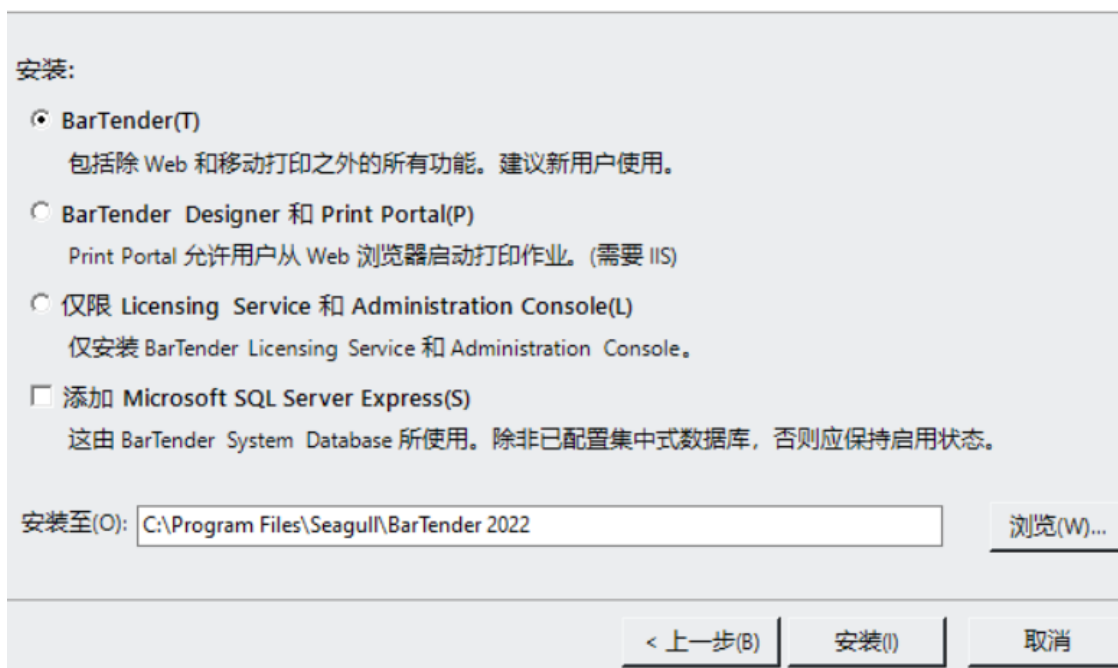 安装:
BarTender(T)
包括除 Web 和移动打印之外的所有功能。建议新用户使用。
BarTender Designer 和 Print Portal(P)
Print Portal 允许用户从 Web 浏览器启动打印作业。(需要 IIS)
仅限 Licensing Service 和 Administration Console(L)
仅安装 BarTender Licensing Service 和 Administration Console。
添加 Microsoft SQL Server Express(S)
这由 BarTender System Database 所使用。除非已配置集中式数据库，否则应保持启用状态。
安装至(O): C:\Program Files\Seagull\BarTender 2022 浏览(W)...
< 上一步(B) 安装(I) 取消